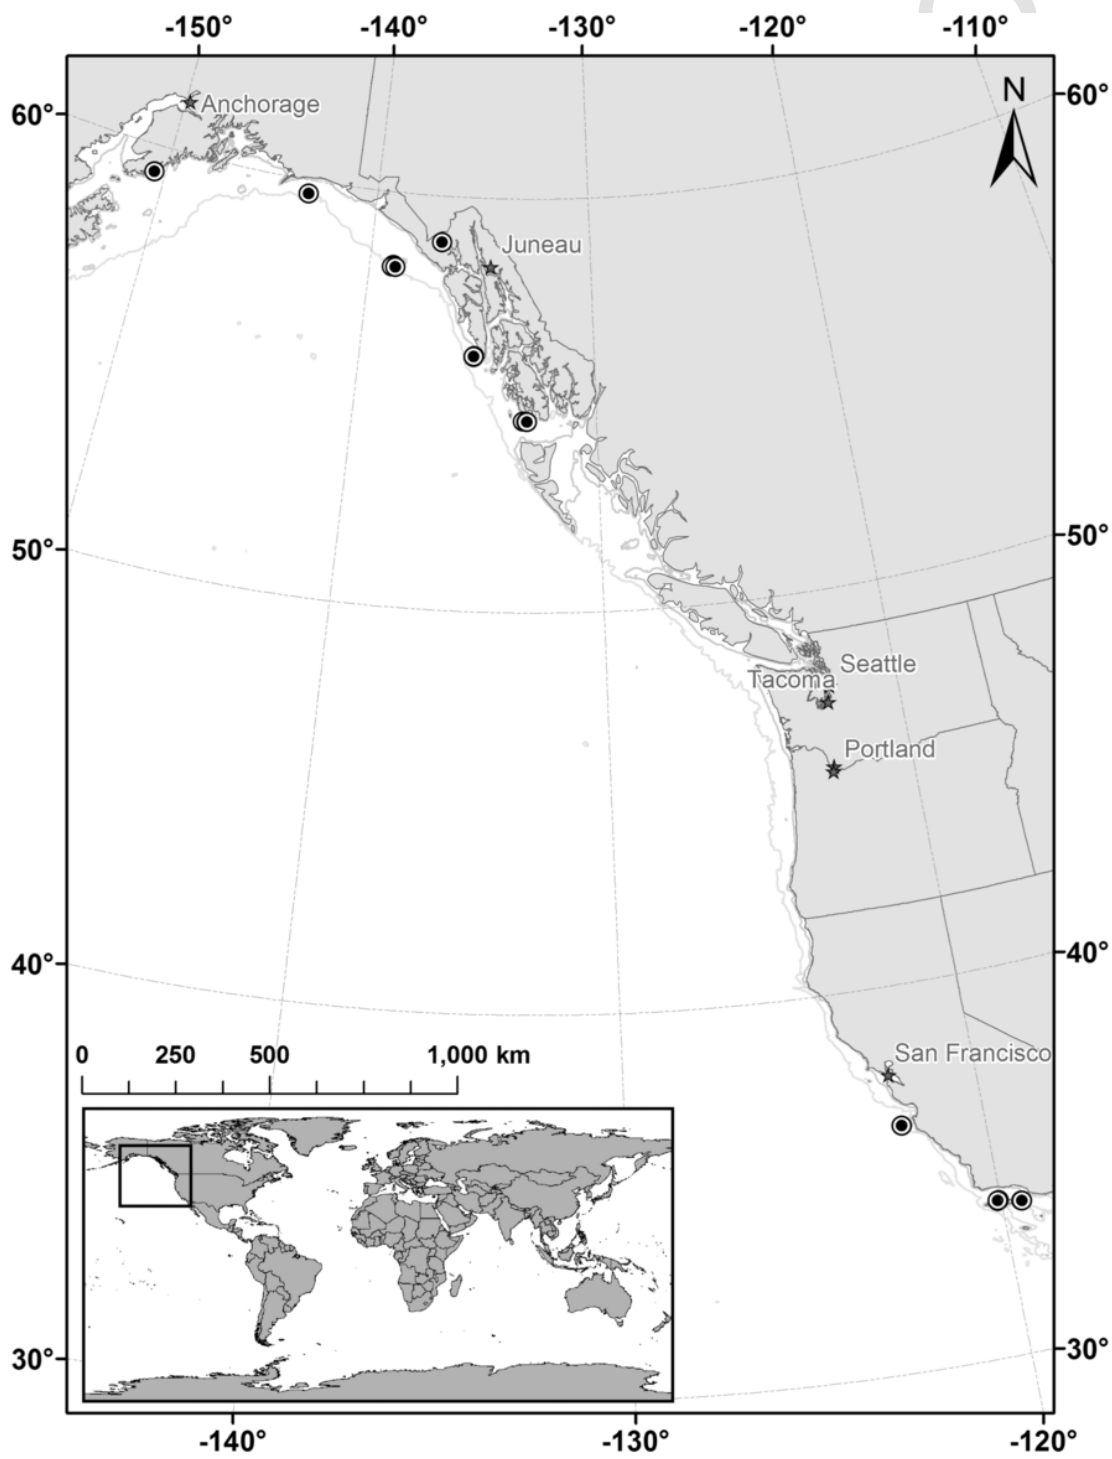 -150° -140° -130° -120° -110°
N
60° 60°
Anchorage
Juneau
50° 50°
Seattle
Tacoma
Portland
40° 40°
San Francisco
0 250 500 1,000 km
30° 30°
-140° -130° -120°